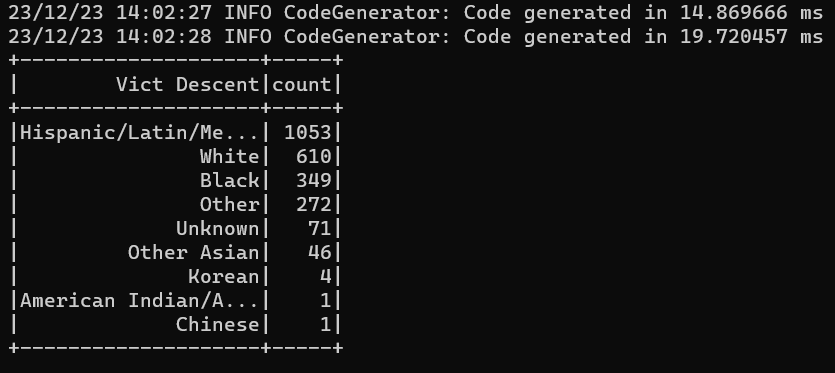 23/12/23 14:02:27 INFO CodeGenerator: Code generated in 14.869666 ms
23/12/23 14:02:28 INFO CodeGenerator: Code generated in 19.720457 ms
+--------------------+-----+
|        Vict Descent|count|
+--------------------+-----+
|Hispanic/Latin/Me...| 1053|
|               White|  610|
|               Black|  349|
|               Other|  272|
|             Unknown|   71|
|         Other Asian|   46|
|              Korean|    4|
|American Indian/A...|    1|
|             Chinese|    1|
+--------------------+-----+